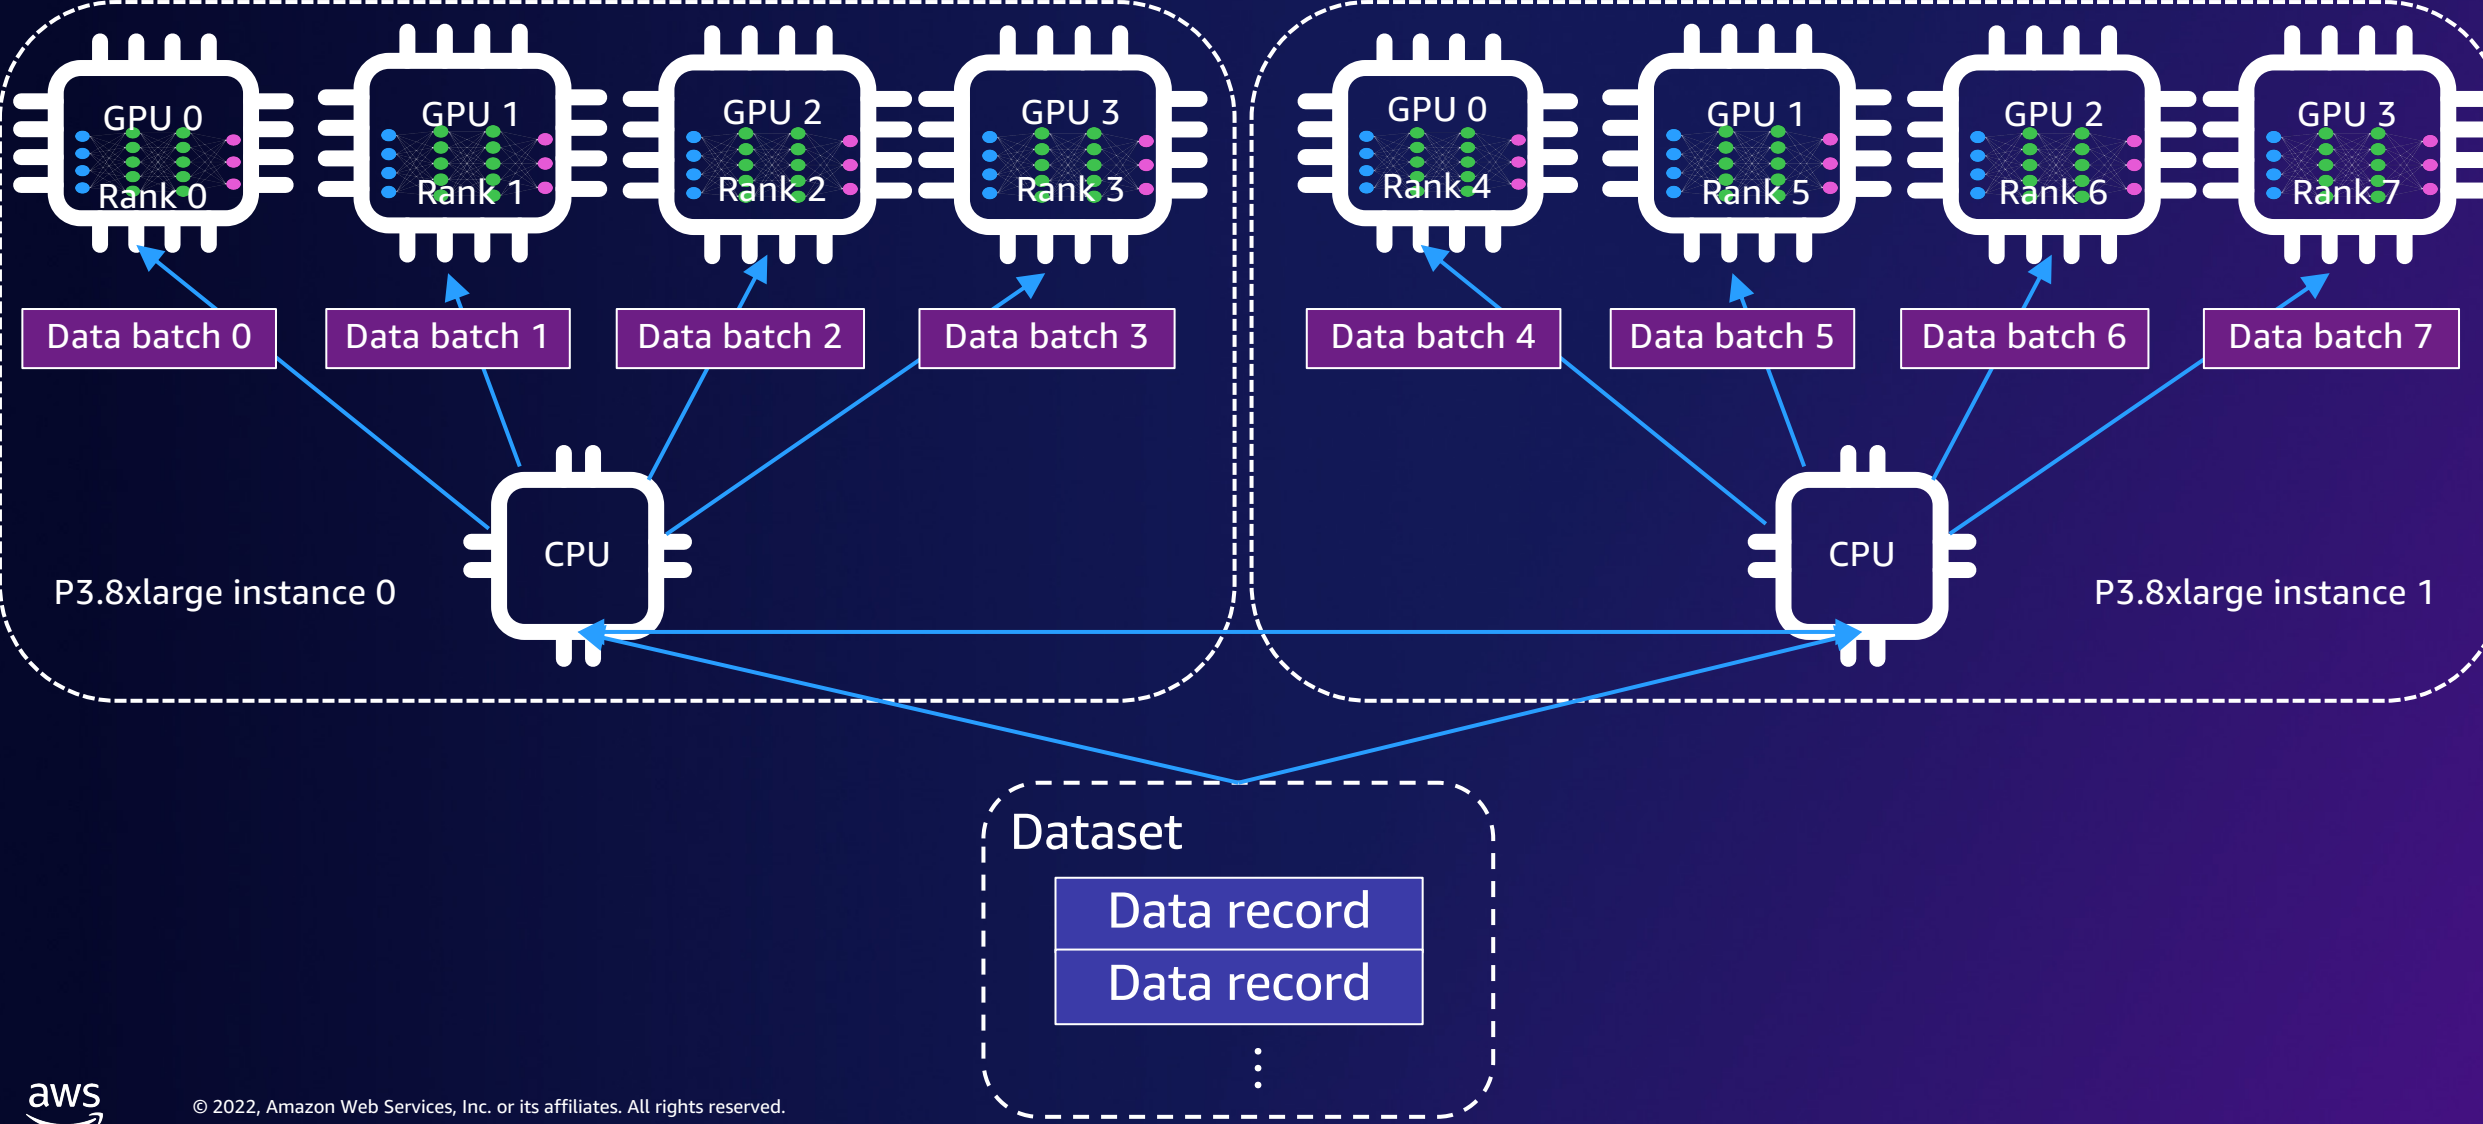 GPU 0
Rank 0
GPU 1
Rank 1
GPU 2
Rank 2
GPU 3
Rank 3
Data batch 0
Data batch 1
Data batch 2
Data batch 3
CPU
P3.8xlarge instance 0
GPU 0
Rank 4
GPU 1
Rank 5
GPU 2
Rank 6
GPU 3
Rank 7
Data batch 4
Data batch 5
Data batch 6
Data batch 7
CPU
P3.8xlarge instance 1
Dataset
Data record
Data record
aws
© 2022, Amazon Web Services, Inc. or its affiliates. All rights reserved.